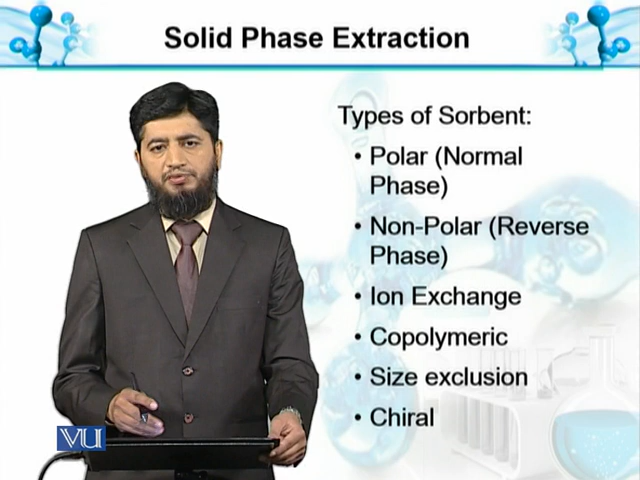 Solid Phase Extraction
Types of Sorbent:
• Polar (Normal
Phase)
• Non-Polar (Reverse
Phase)
• Ion Exchange
• Copolymeric
• Size exclusion
• Chiral
VU